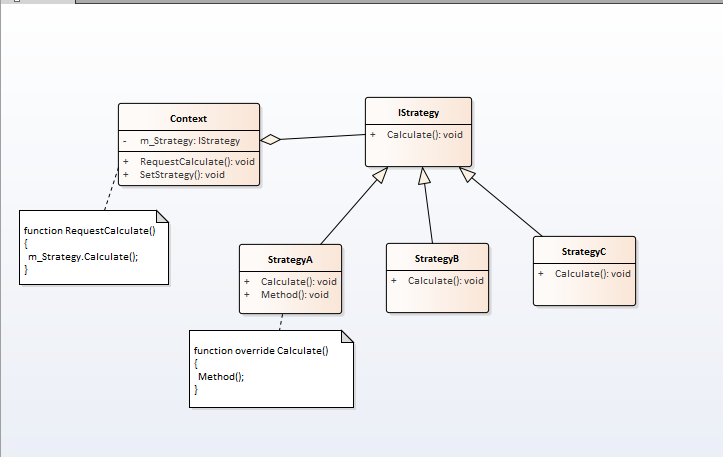 Context
- m_Strategy: IStrategy
+ RequestCalculate(): void
+ SetStrategy(): void
IStrategy
+ Calculate(): void
function RequestCalculate()
{
m_Strategy.Calculate();
}
StrategyA
+ Calculate(): void
+ Method(): void
StrategyB
+ Calculate(): void
StrategyC
+ Calculate(): void
function override Calculate()
{
Method();
}